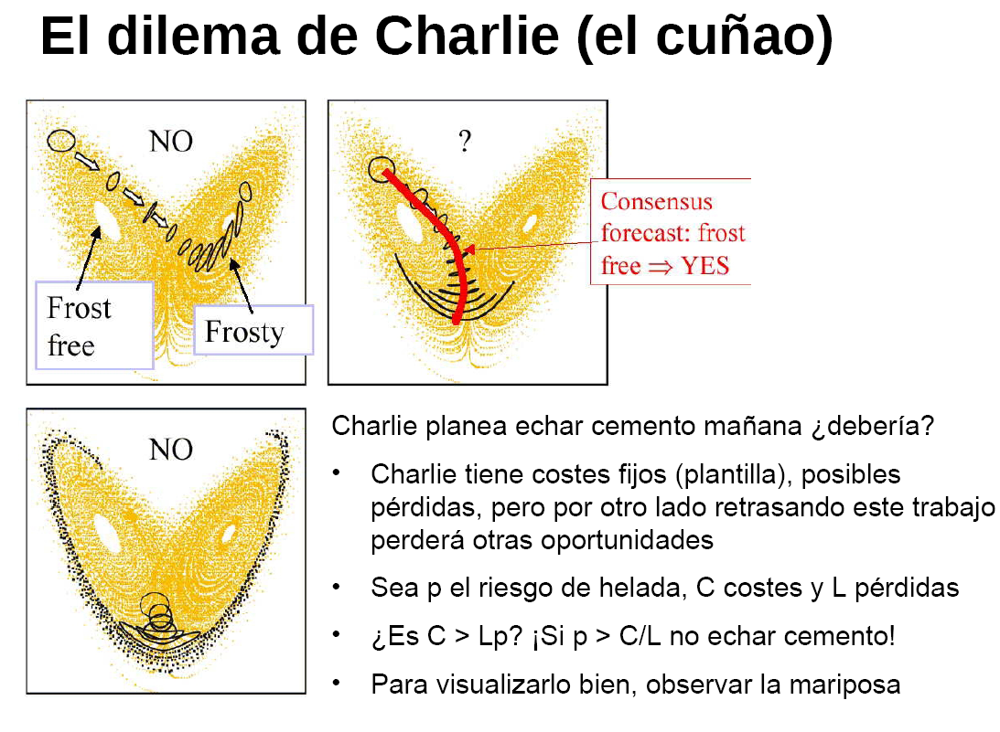 El dilema de Charlie (el cuñao)
NO
Frost
free
Frosty
?
Consensus
forecast: frost
free ⇒ YES
NO
Charlie planea echar cemento mañana ¿debería?
• Charlie tiene costes fijos (plantilla), posibles
pérdidas, pero por otro lado retrasando este trabajo
perderá otras oportunidades
• Sea p el riesgo de helada, C costes y L pérdidas
• ¿Es C > Lp? ¡Si p > C/L no echar cemento!
• Para visualizarlo bien, observar la mariposa